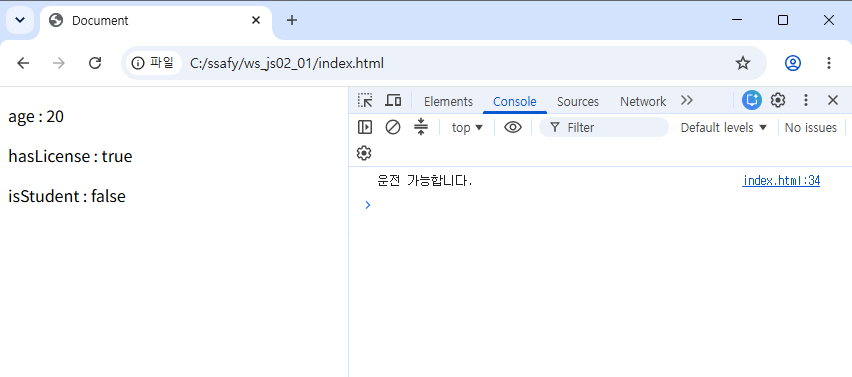 Document
파일 C:/ssafy/ws_js02_01/index.html
age : 20
hasLicense : true
isStudent : false
Elements Console Sources Network
top Filter Default levels No issues
운전 가능합니다. index.html:34